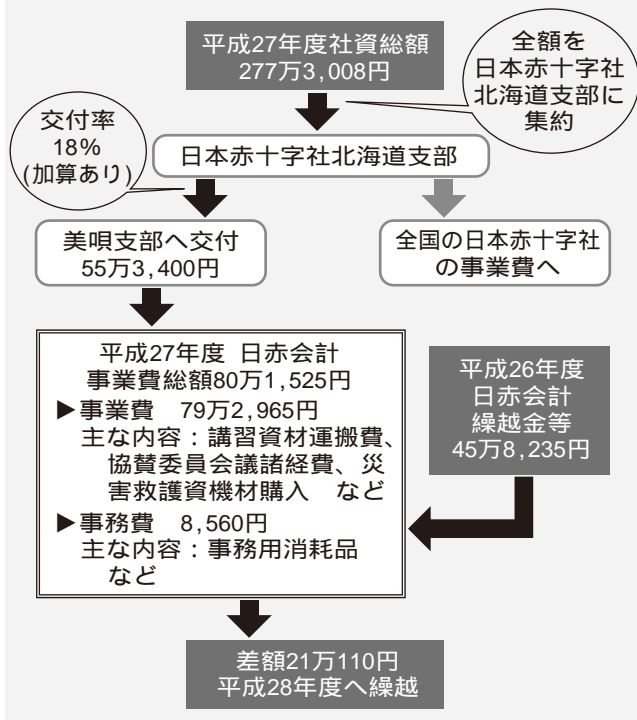 平成27年度社資総額
277万3,008円
全額を
日本赤十字社
北海道支部に
集約
交付率
18%
(加算あり)
日本赤十字社北海道支部
美唄支部へ交付
55万3,400円
全国の日本赤十字社
の事業費へ
平成27年度 日赤会計
事業費総額80万1,525円
▶事業費 79万2,965円
主な内容：講習資材運搬費、
協賛委員会議諸経費、災
害救護資機材購入 など
▶事務費 8,560円
主な内容：事務用消耗品
など
平成26年度
日赤会計
繰越金等
45万8,235円
差額21万110円
平成28年度へ繰越